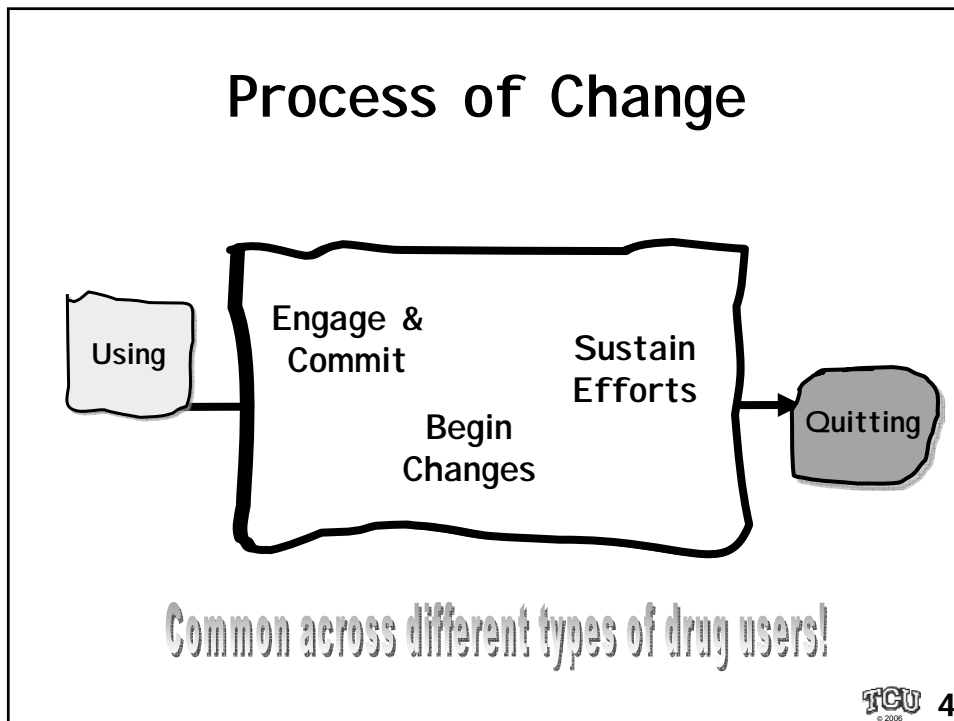 Process of Change
Using
Engage &
Commit
Begin
Changes
Sustain
Efforts
Quitting
Common across different types of drug users!
TCU
© 2006
4